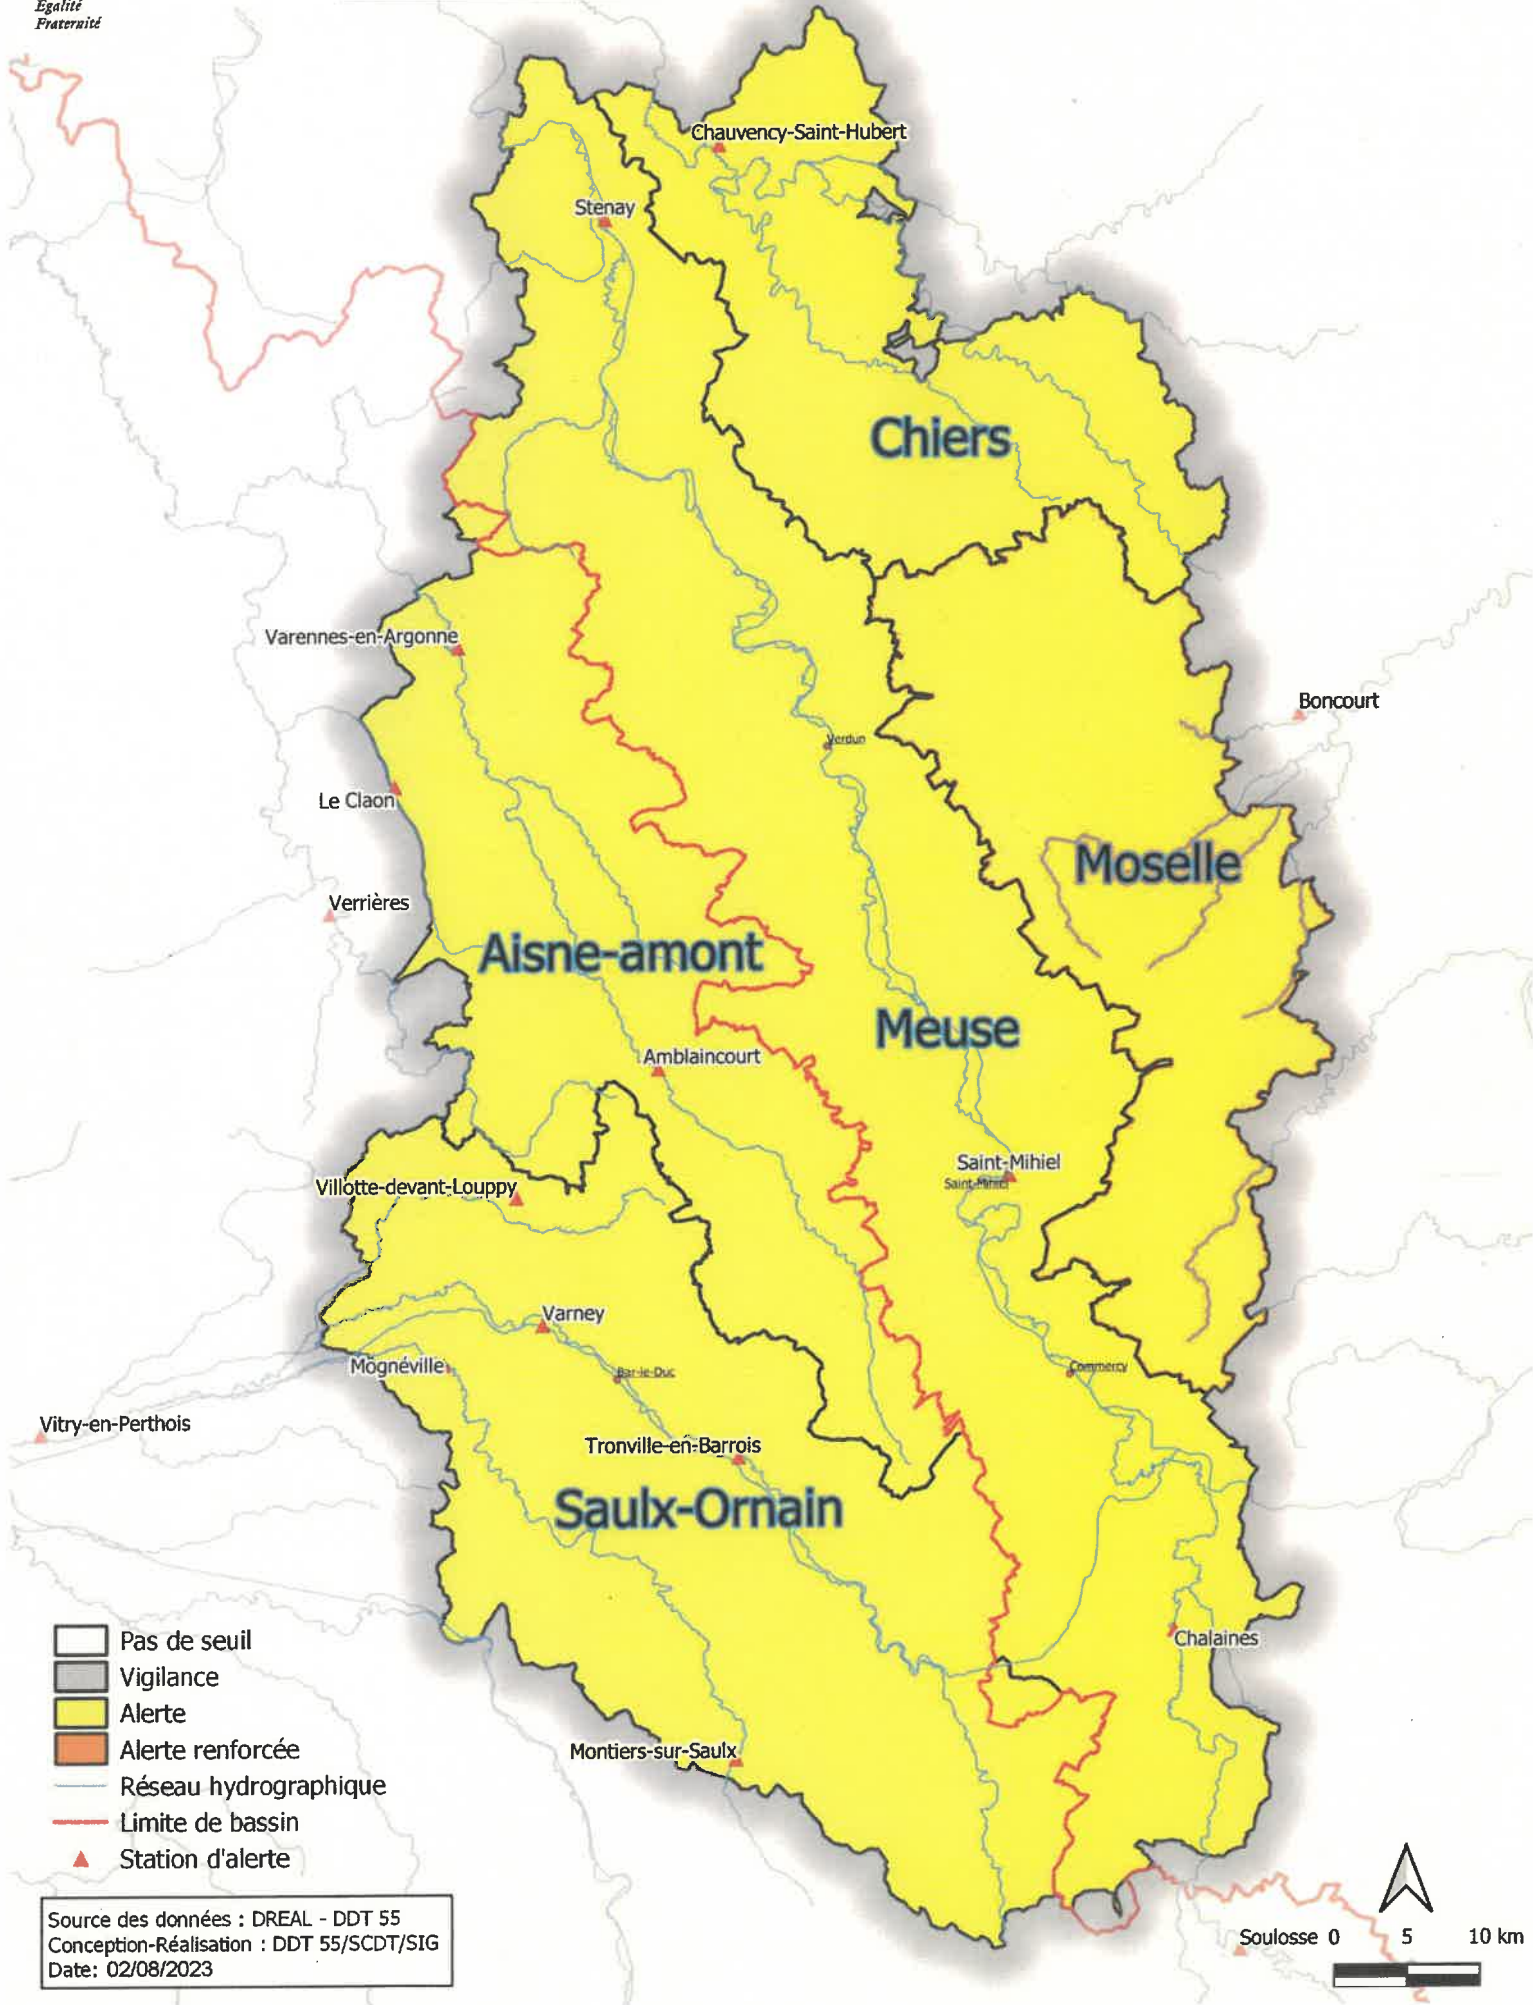 Égalité
Fraternité
Chauvency-Saint-Hubert
Stenay
Chiers
Varennes-en-Argonne
Boncourt
Verdun
Le Claon
Moselle
Verrières
Aisne-amont
Meuse
Amblaincourt
Saint-Mihiel
Saint-Mihiel
Villotte-devant-Louppy
Varney
Mognéville
Bar-le-Duc
Commercy
Vitry-en-Perthois
Tronville-en-Barrois
Saulx-Ornain
Chalaines
Montiers-sur-Saulx
Pas de seuil
Vigilance
Alerte
Alerte renforcée
Réseau hydrographique
Limite de bassin
Station d'alerte
Source des données : DREAL - DDT 55
Conception-Réalisation : DDT 55/SCDT/SIG
Date: 02/08/2023
Soulosse 0 5 10 km